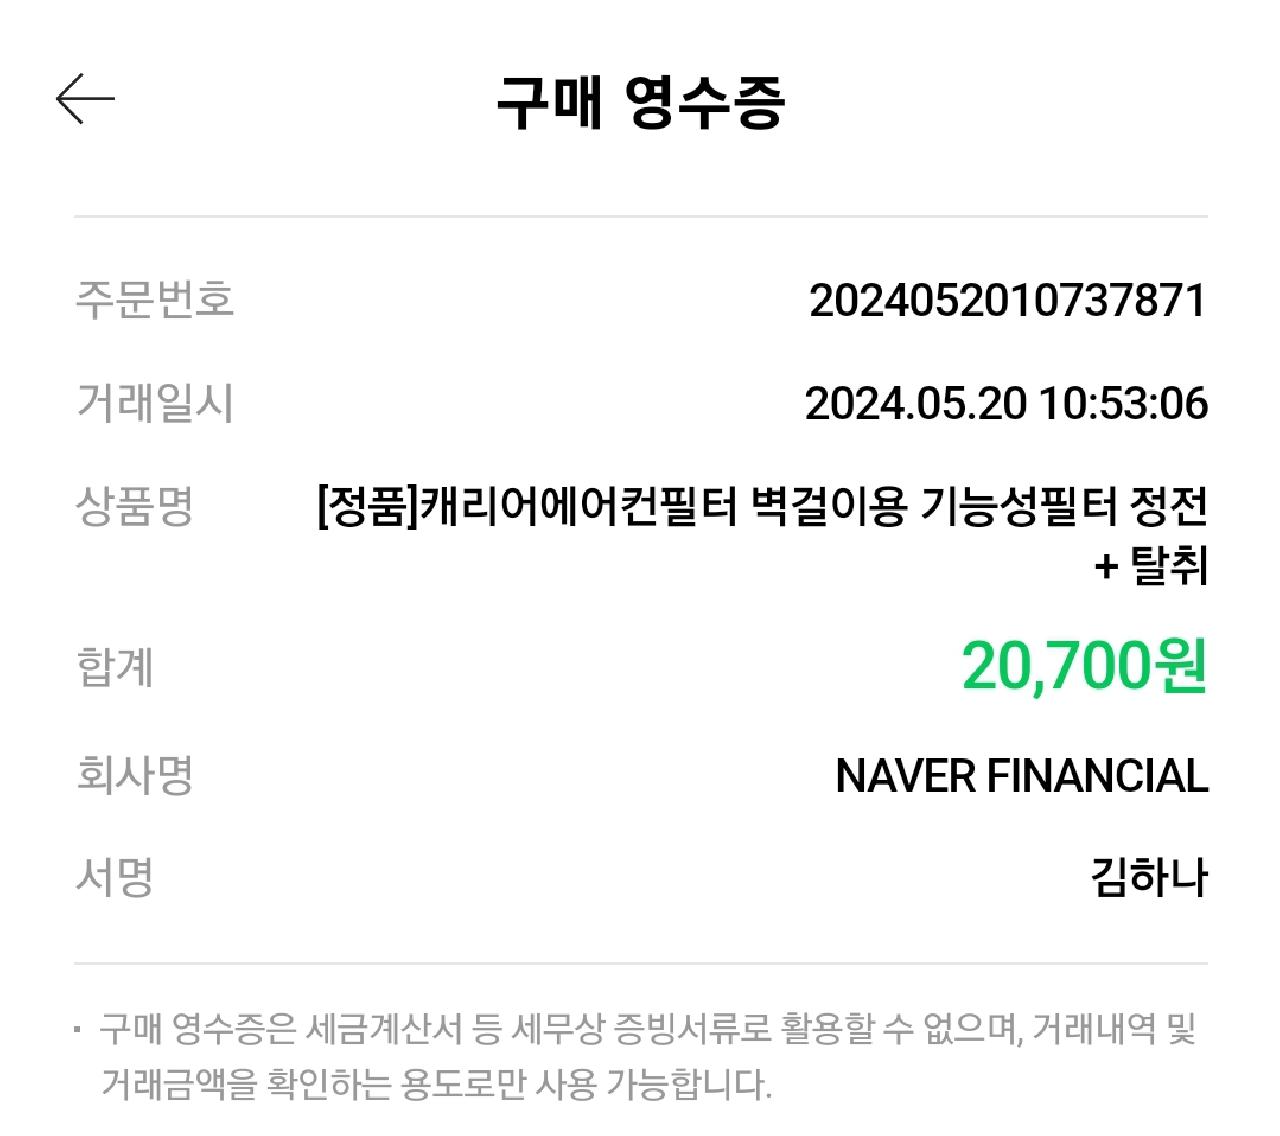 구매 영수증
주문번호 2024052010737871
거래일시 2024.05.20 10:53:06
상품명 [정품]캐리어에어컨필터 벽걸이용 기능성필터 정전
+ 탈취
합계 20,700원
회사명 NAVER FINANCIAL
서명 김하나
· 구매 영수증은 세금계산서 등 세무상 증빙서류로 활용할 수 없으며, 거래내역 및
거래금액을 확인하는 용도로만 사용 가능합니다.